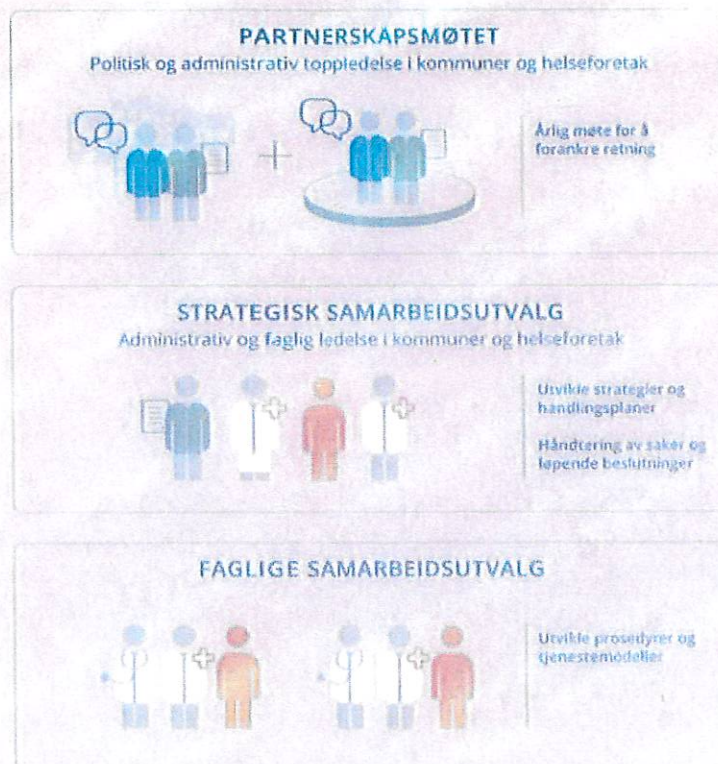 PARTNERSKAPSMØTET
Politisk og administrativ toppledelse i kommuner og helseforetak
Årlig møte for å
forankre retning
STRATEGISK SAMARBEIDSUTVALG
Administrativ og faglig ledelse i kommuner og helseforetak
Utvikle strategier og
handlingsplaner
Håndtering av saker og
løpende beslutninger
FAGLIGE SAMARBEIDSUTVALG
Utvikle prosedyrer og
tjenestemodeller